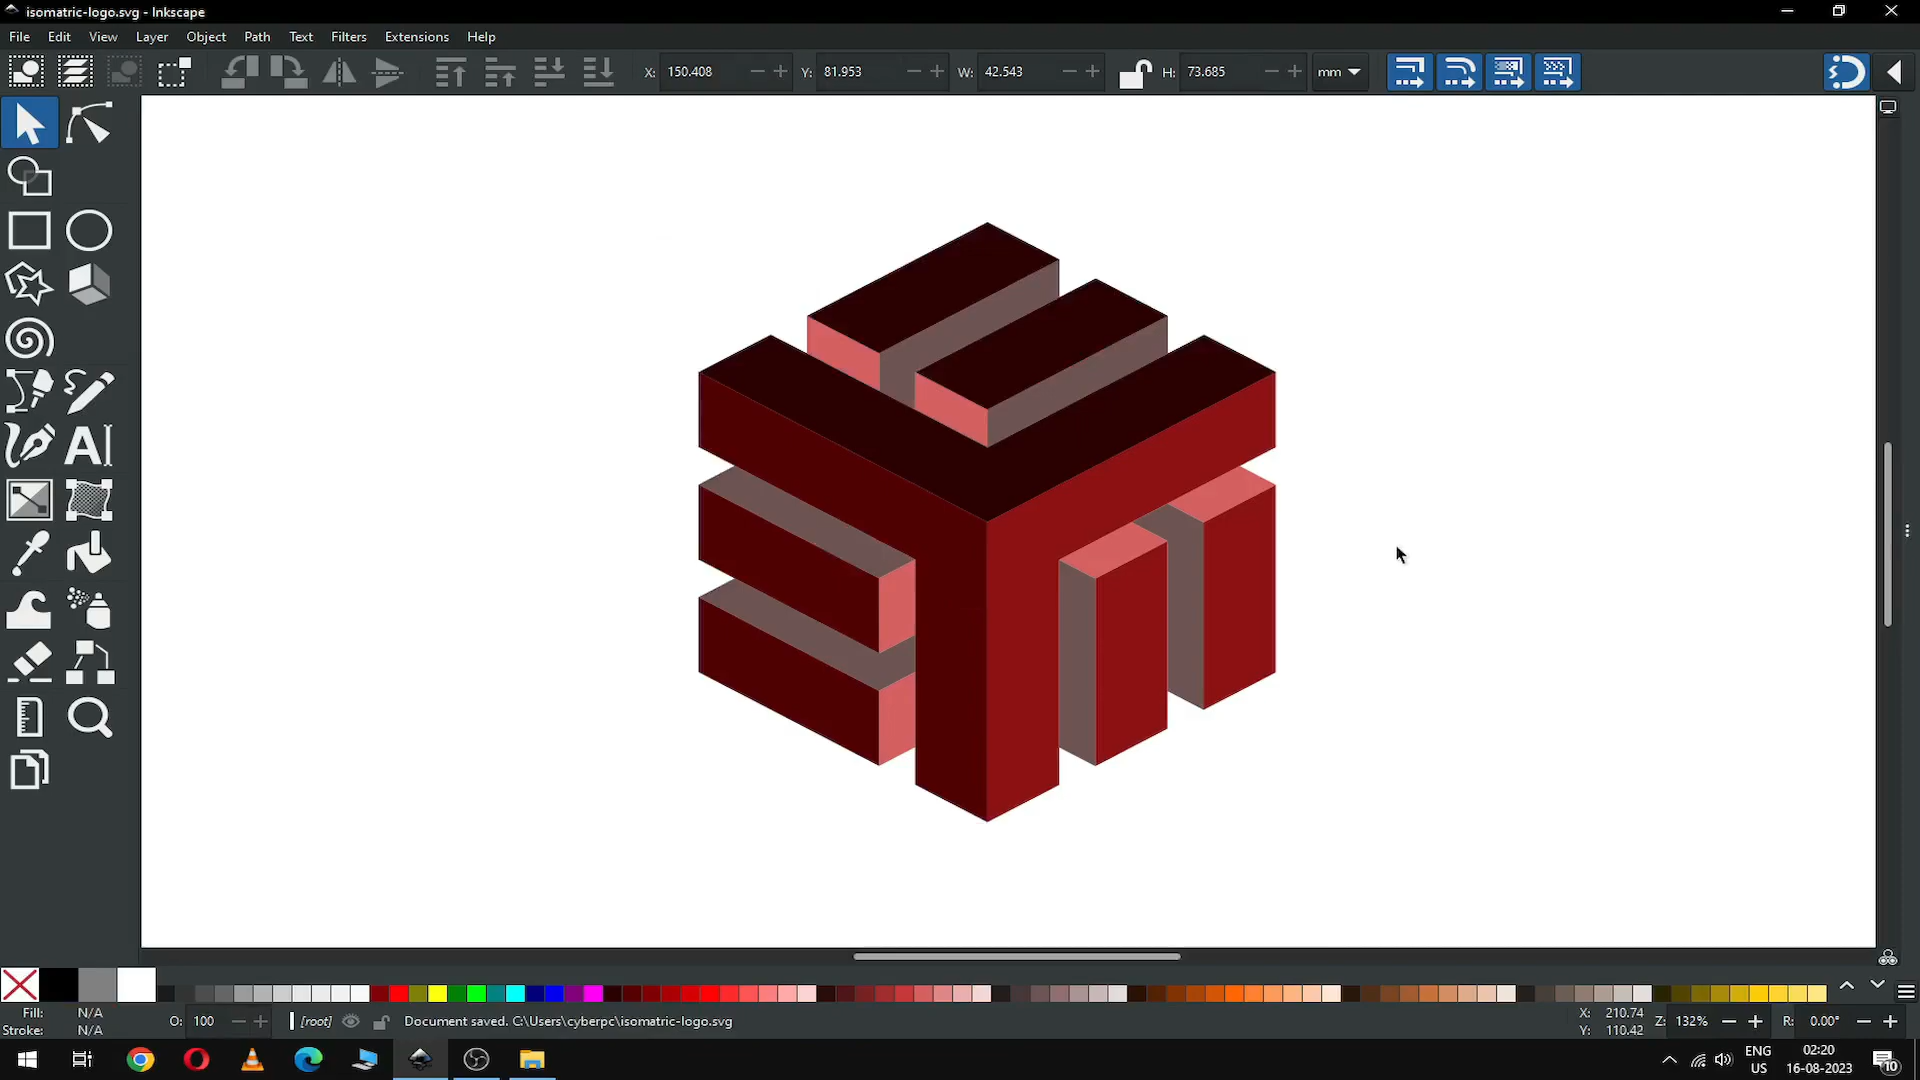 isomatric-logo.svg - Inkscape
File Edit View Layer Object Path Text Filters Extensions Help
X: 150.408 Y: 81.953 W: 42.543 H: 73.685 mm
Fill: N/A
Stroke: N/A
O: 100
[root]
Document saved. C:\Users\cyberpc\isomatric-logo.svg
X: 210.74
Y: 110.42
Z: 132%
R: 0.00°
ENG
US
02:20
16-08-2023
10